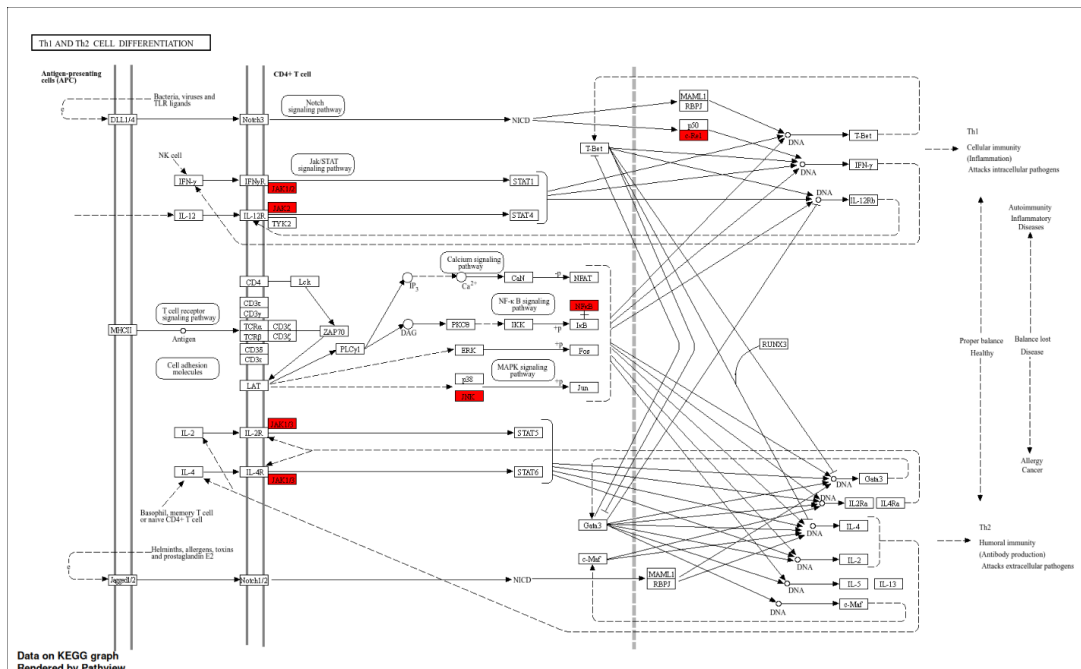 Th1 AND Th2 CELL DIFFERENTIATION
Antigen-presenting
cells (APC)
CD4+ T cell
Bacteria, viruses and
TLR ligands
Notch
signaling pathway
DLL1/4
Notch3
NICD
MAML1
RBPJ
p50
c-Rel
T-Bet
DNA
T-Bet
Th1
Cellular immunity
(Inflammation)
Attacks intracellular pathogens
NK cell
Jak/STAT
signaling pathway
IFN-γ
IFNγR
JAK1/2
STAT1
DNA
IFN-γ
IL-12
IL-12R
JAK2
TYK2
STAT4
DNA
IL-12Rb
Autoimmunity
Inflammatory
Diseases
Calcium signaling
pathway
CD4
Lck
IP3
Ca2+
CaN
+p
NFAT
CD3ε
CD3γ
T cell receptor
signaling pathway
NF-κ B signaling
pathway
NFκB
MHCII
Antigen
TCRα
CD3ζ
TCRβ
CD3ζ
ZAP70
DAG
PKCθ
IKK
+p
IκB
CD3δ
CD3ε
PLCγ1
ERK
+p
Fos
RUNX3
Proper balance
Healthy
Balance lost
Disease
Cell adhesion
molecules
LAT
MAPK signaling
pathway
p38
JNK
+p
Jun
IL-2
IL-2R
JAK1/3
STAT5
IL-4
IL-4R
JAK1/3
STAT6
Allergy
Cancer
DNA
Gata3
DNA
IL2Ra
IL4Ra
Basophil, memory T cell
or naive CD4+ T cell
Gata3
DNA
IL-4
Th2
Humoral immunity
(Antibody production)
Attacks extracellular pathogens
Helminths, allergens, toxins
and prostaglandin E2
c-Maf
DNA
IL-2
Jagged1/2
Notch1/2
NICD
MAML1
RBPJ
DNA
IL-5
IL-13
DNA
c-Maf
Data on KEGG graph
Rendered by Pathview